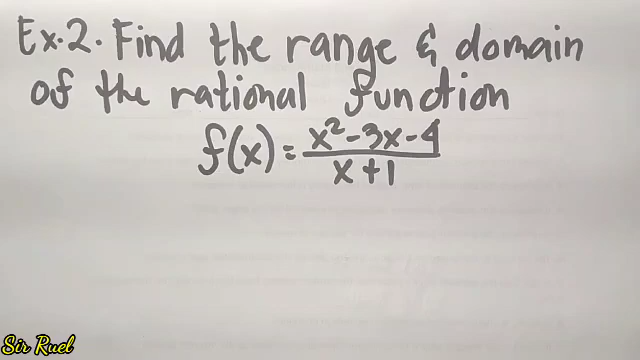 Ex.2. Find the range & domain
of the rational function
f(x) = x²-3x-4
x+1
Sir Ruel